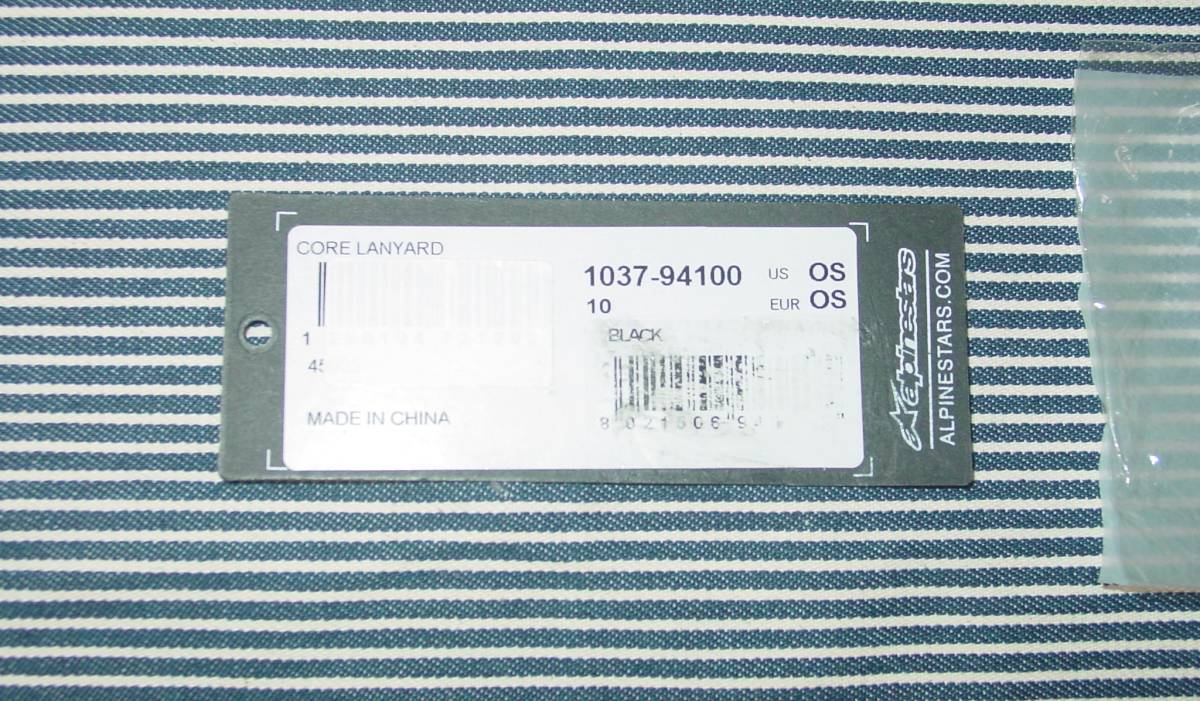 CORE LANYARD
1037-94100 US OS
10 EUR OS
BLACK
MADE IN CHINA
alpinestars
ALPINESTARS.COM